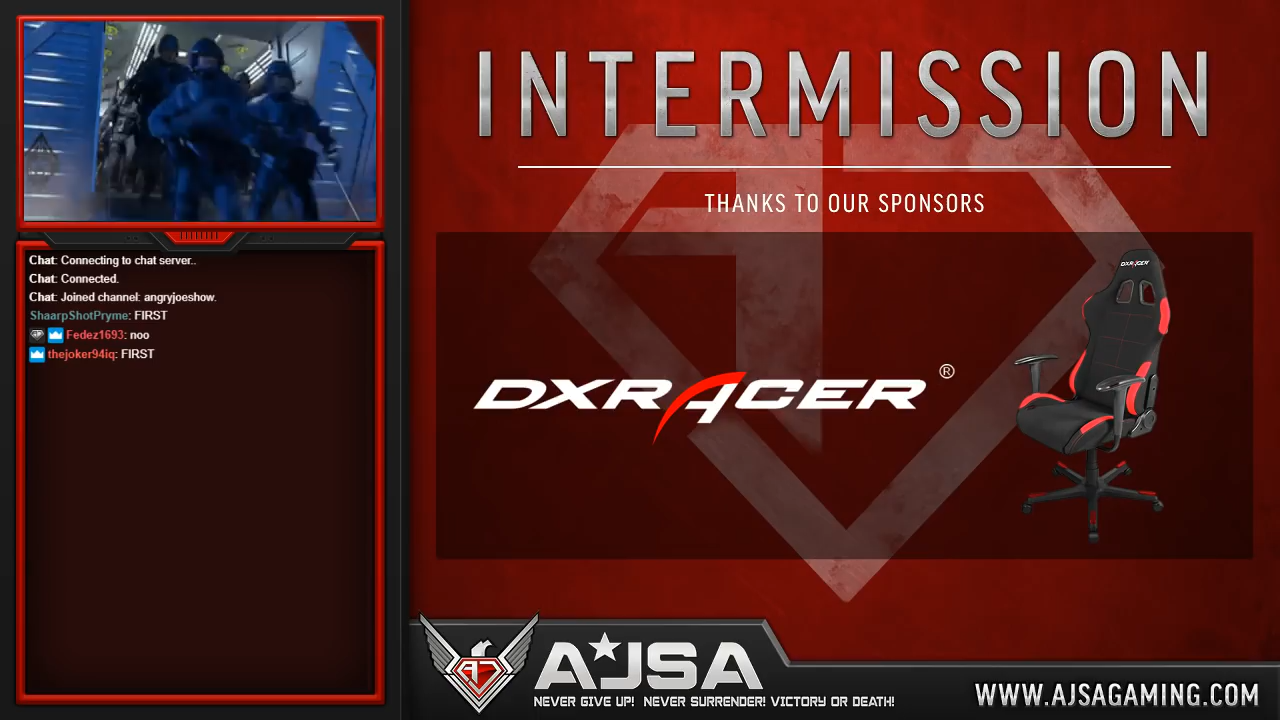 Chat: Connecting to chat server..
Chat: Connected.
Chat: Joined channel: angryjoeshow.
ShaarpShotPryme: FIRST
Fedez1693: noo
thejoker94iq: FIRST
INTERMISSION
THANKS TO OUR SPONSORS
DXRACER
DXRACER®
AJSA
NEVER GIVE UP! NEVER SURRENDER! VICTORY OR DEATH!
WWW.AJSAGAMING.COM